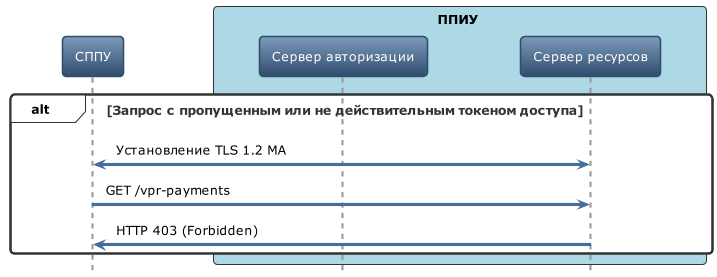 ППИУ
СППУ
Сервер авторизации
Сервер ресурсов
alt
[Запрос с пропущенным или не действительным токеном доступа]
Установление TLS 1.2 MA
GET /vpr-payments
HTTP 403 (Forbidden)